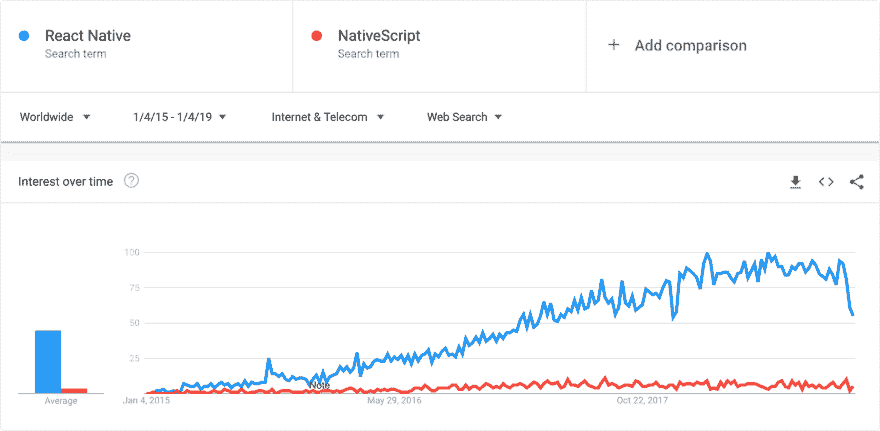 React Native
Search term
NativeScript
Search term
+ Add comparison
Worldwide
1/4/15 - 1/4/19
Internet & Telecom
Web Search
Interest over time
?
100
75
50
25
Note
Average
Jan 4, 2015
May 29, 2016
Oct 22, 2017